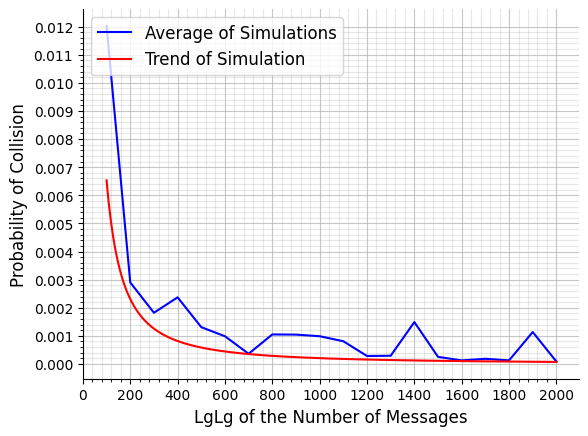 Average of Simulations
Trend of Simulation
Probability of Collision
0.012
0.011
0.010
0.009
0.008
0.007
0.006
0.005
0.004
0.003
0.002
0.001
0.000
0 200 400 600 800 1000 1200 1400 1600 1800 2000
LgLg of the Number of Messages